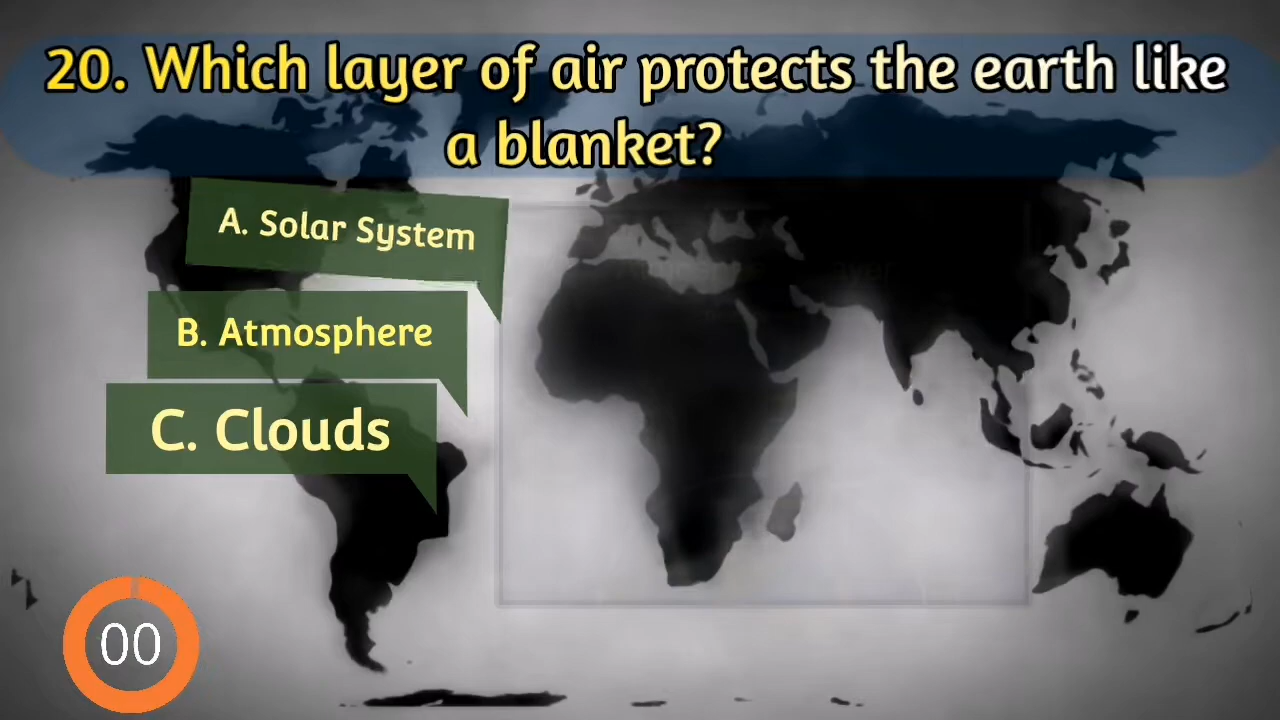 20. Which layer of air protects the earth like
a blanket?
A. Solar System
B. Atmosphere
C. Clouds
00